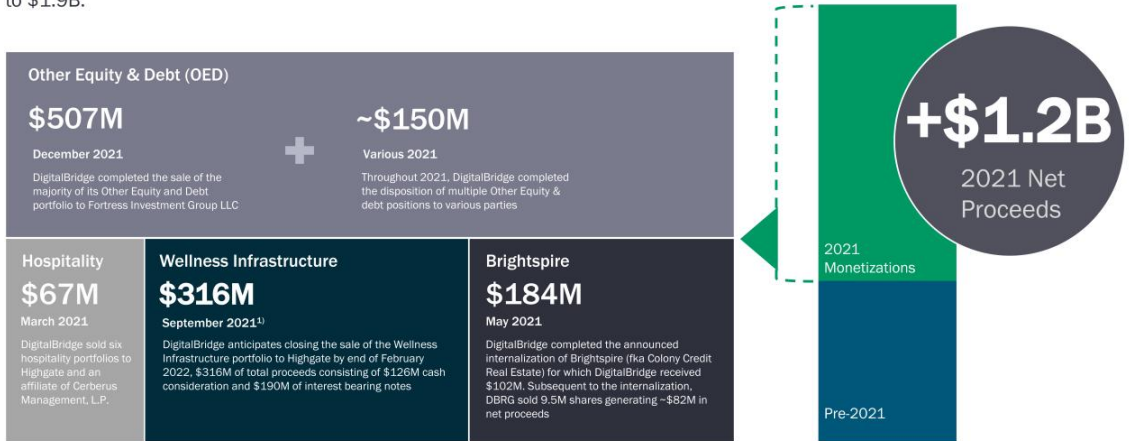 to $1.9B.
Other Equity & Debt (OED)
$507M
December 2021
DigitalBridge completed the sale of the
majority of its Other Equity and Debt
portfolio to Fortress Investment Group LLC
~$150M
Various 2021
Throughout 2021, DigitalBridge completed
the disposition of multiple Other Equity &
debt positions to various parties
Hospitality
$67M
March 2021
DigitalBridge sold six
hospitality portfolios to
Highgate and an
affiliate of Cerberus
Management, L.P.
Wellness Infrastructure
$316M
September 2021¹⁾
DigitalBridge anticipates closing the sale of the Wellness
Infrastructure portfolio to Highgate by end of February
2022, $316M of total proceeds consisting of $126M cash
consideration and $190M of interest bearing notes
Brightspire
$184M
May 2021
DigitalBridge completed the announced
internalization of Brightspire (fka Colony Credit
Real Estate) for which DigitalBridge received
$102M. Subsequent to the internalization,
DBRG sold 9.5M shares generating ~$82M in
net proceeds
+$1.2B
2021 Net
Proceeds
2021
Monetizations
Pre-2021